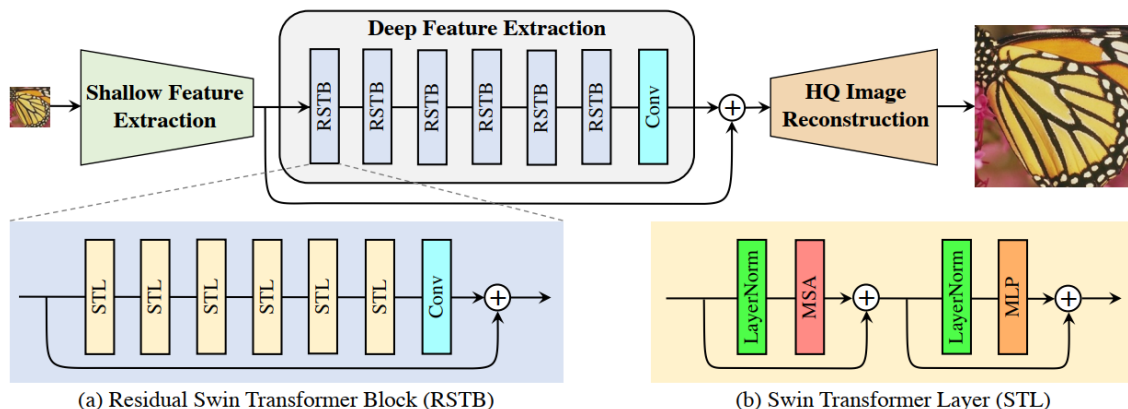 Deep Feature Extraction
Shallow Feature
Extraction
RSTB
RSTB
RSTB
RSTB
RSTB
RSTB
Conv
+
HQ Image
Reconstruction
STL
STL
STL
STL
STL
STL
Conv
+
LayerNorm
MSA
+
LayerNorm
MLP
+
(a) Residual Swin Transformer Block (RSTB)
(b) Swin Transformer Layer (STL)